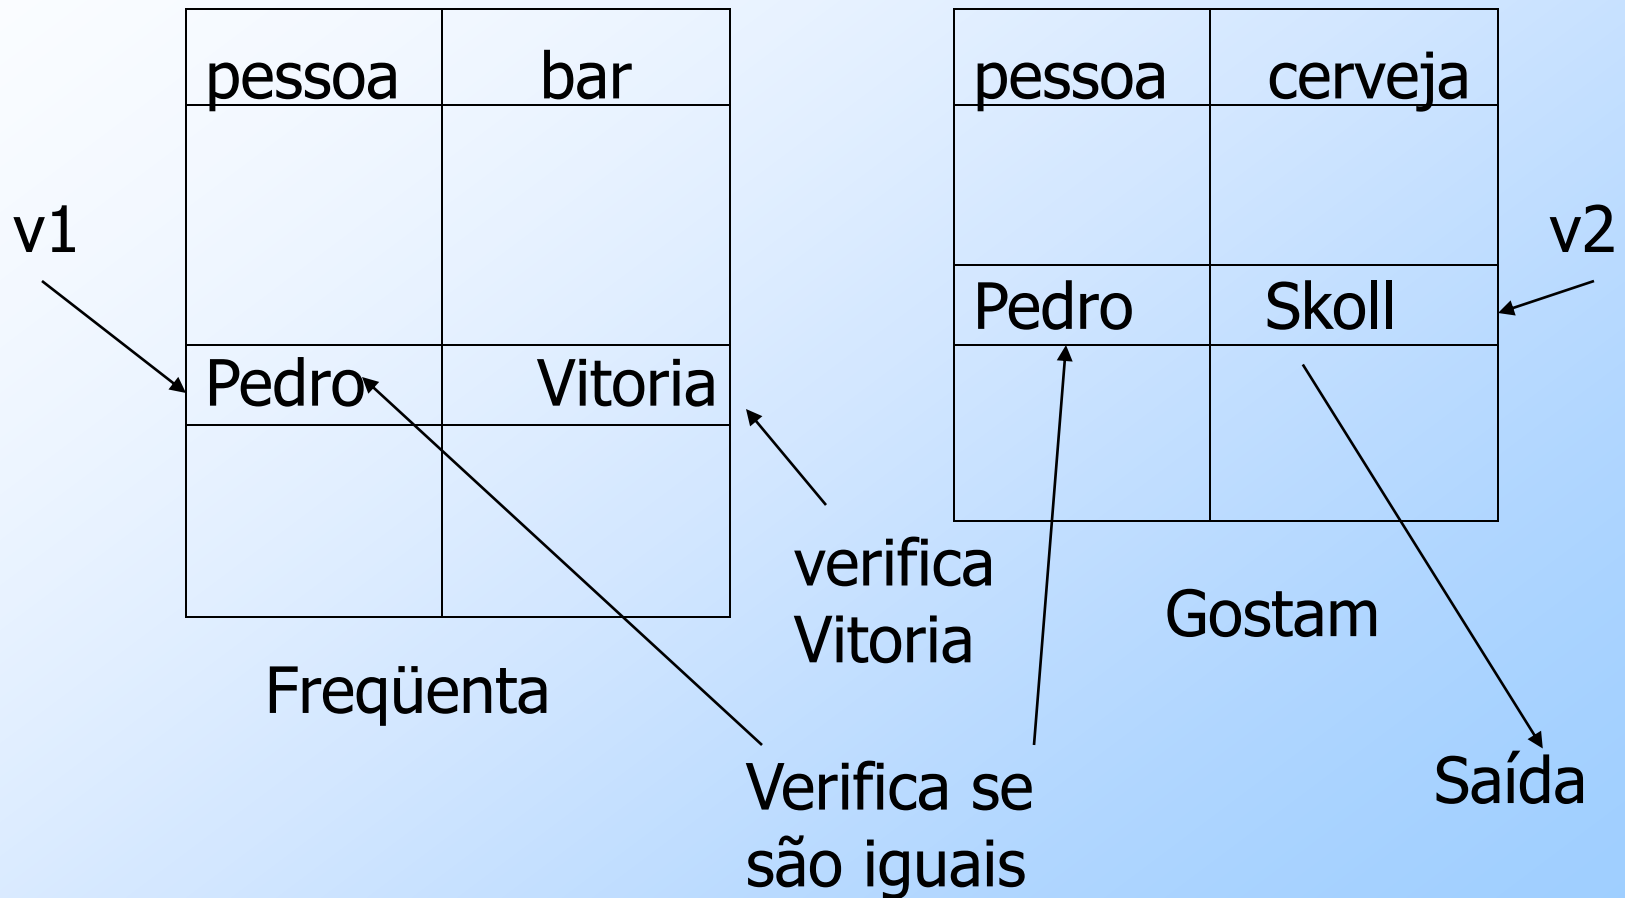 pessoa bar
pessoa cerveja
v1
v2
Pedro Skoll
Pedro Vitoria
verifica
Vitoria
Gostam
Freqüenta
Verifica se
são iguais
Saída